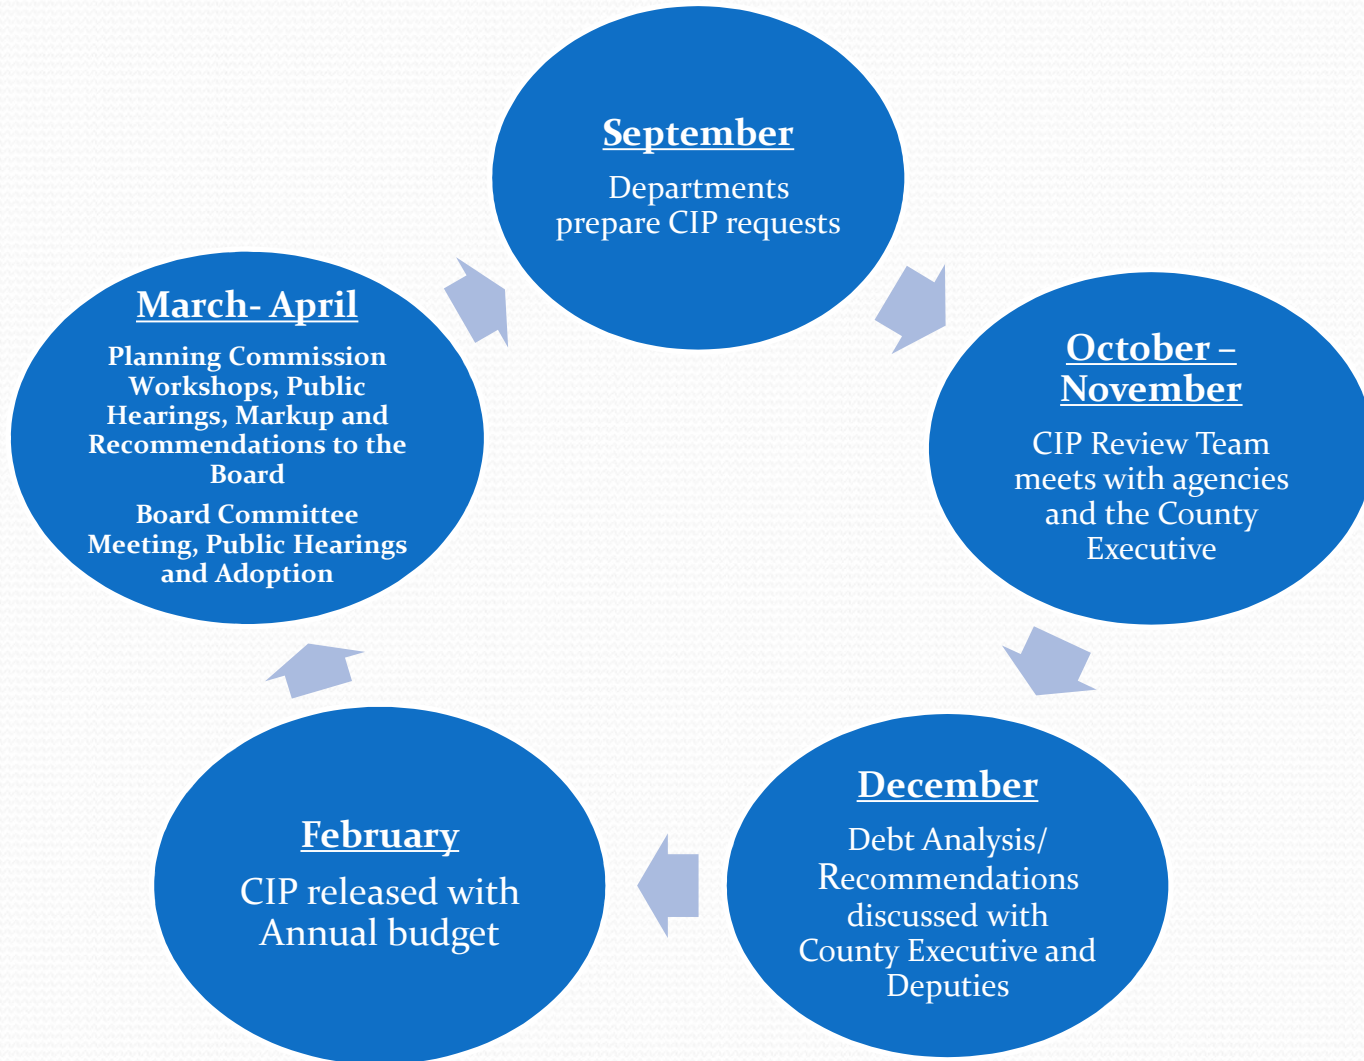 September
Departments
prepare CIP requests
October –
November
CIP Review Team
meets with agencies
and the County
Executive
December
Debt Analysis/
Recommendations
discussed with
County Executive and
Deputies
February
CIP released with
Annual budget
March- April
Planning Commission
Workshops, Public
Hearings, Markup and
Recommendations to the
Board
Board Committee
Meeting, Public Hearings
and Adoption